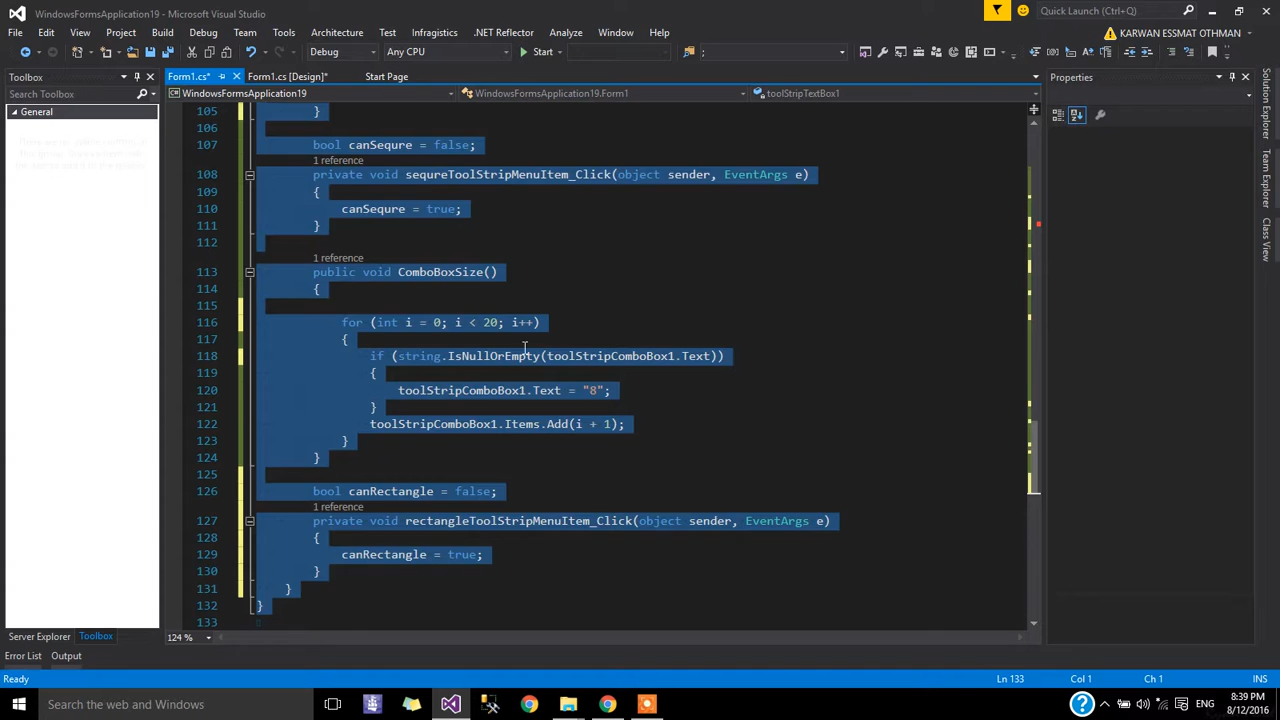 WindowsFormsApplication19 - Microsoft Visual Studio
Quick Launch (Ctrl+Q)
File Edit View Project Build Debug Team Tools Architecture Test Infragistics .NET Reflector Analyze Window Help
KARWAN ESSMAT OTHMAN
Debug Any CPU Start ;
Toolbox
Form1.cs* Form1.cs [Design]* Start Page
Properties
Search Toolbox
WindowsFormsApplication19 WindowsFormsApplication19.Form1 toolStripTextBox1
General
105 }
106
107 bool canSequre = false;
1 reference
108 private void sequreToolStripMenuItem_Click(object sender, EventArgs e)
109 {
110 canSequre = true;
111 }
112
1 reference
113 public void ComboBoxSize()
114 {
115
116 for (int i = 0; i < 20; i++)
117 {
118 if (string.IsNullOrEmpty(toolStripComboBox1.Text))
119 {
120 toolStripComboBox1.Text = "8";
121 }
122 toolStripComboBox1.Items.Add(i + 1);
123 }
124 }
125
126 bool canRectangle = false;
1 reference
127 private void rectangleToolStripMenuItem_Click(object sender, EventArgs e)
128 {
129 canRectangle = true;
130 }
131 }
132 }
133
Solution Explorer
Team Explorer
Class View
124 %
Server Explorer Toolbox
Error List Output
Ready Ln 133 Col 1 Ch 1 INS
Search the web and Windows
ENG
8:39 PM
8/12/2016